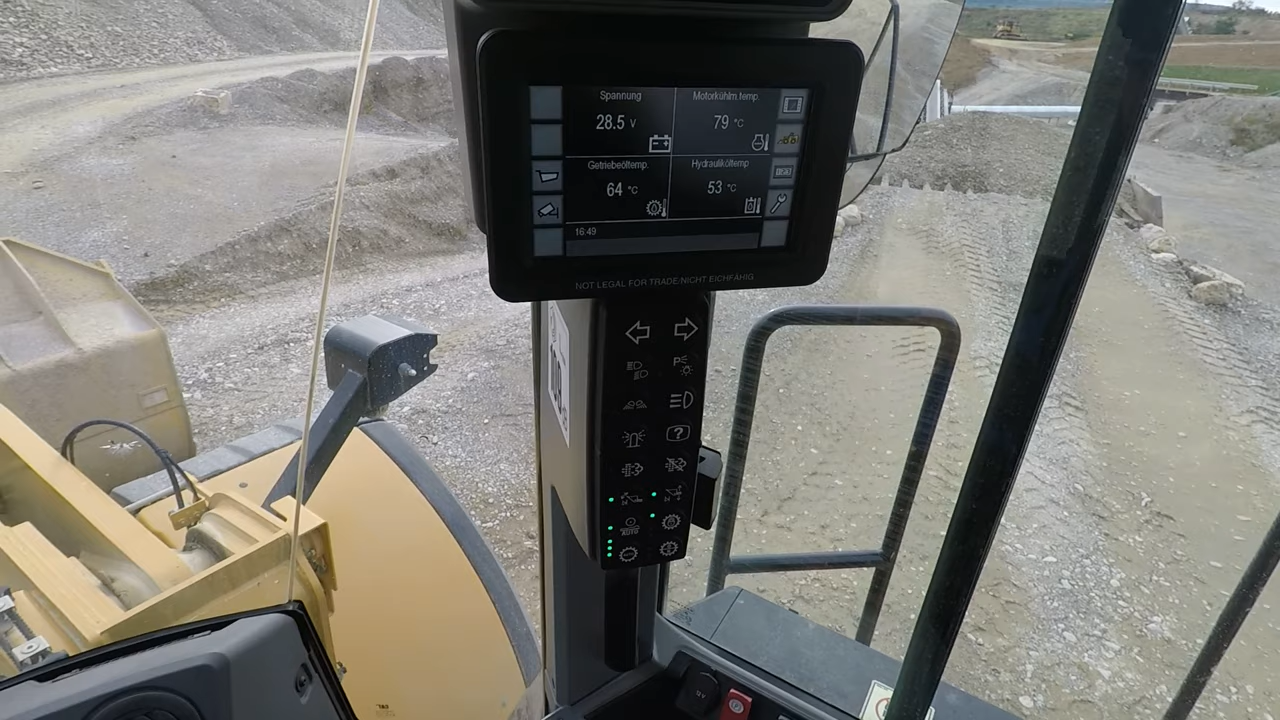 Spannung
28.5 V
Motorkühlm.temp.
79 °C
Getriebeöltemp.
64 °C
Hydrauliköltemp
53 °C
16:49
NOT LEGAL FOR TRADE/NICHT EICHFÄHIG
P
?
N
N
AUTO